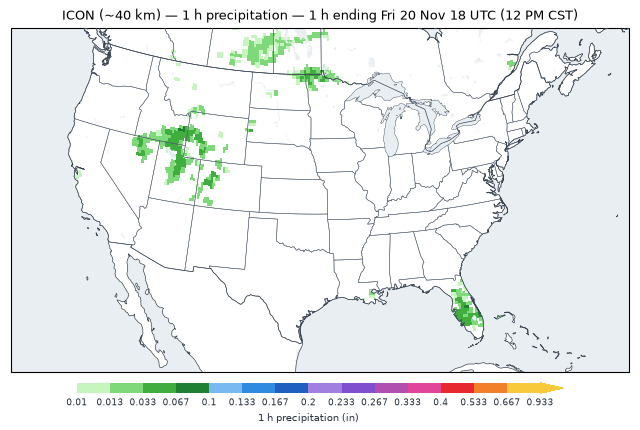 ICON (~40 km) — 1 h precipitation — 1 h ending Fri 20 Nov 18 UTC (12 PM CST)
0.01 0.013 0.033 0.067 0.1 0.133 0.167 0.2 0.233 0.267 0.333 0.4 0.533 0.667 0.933
1 h precipitation (in)